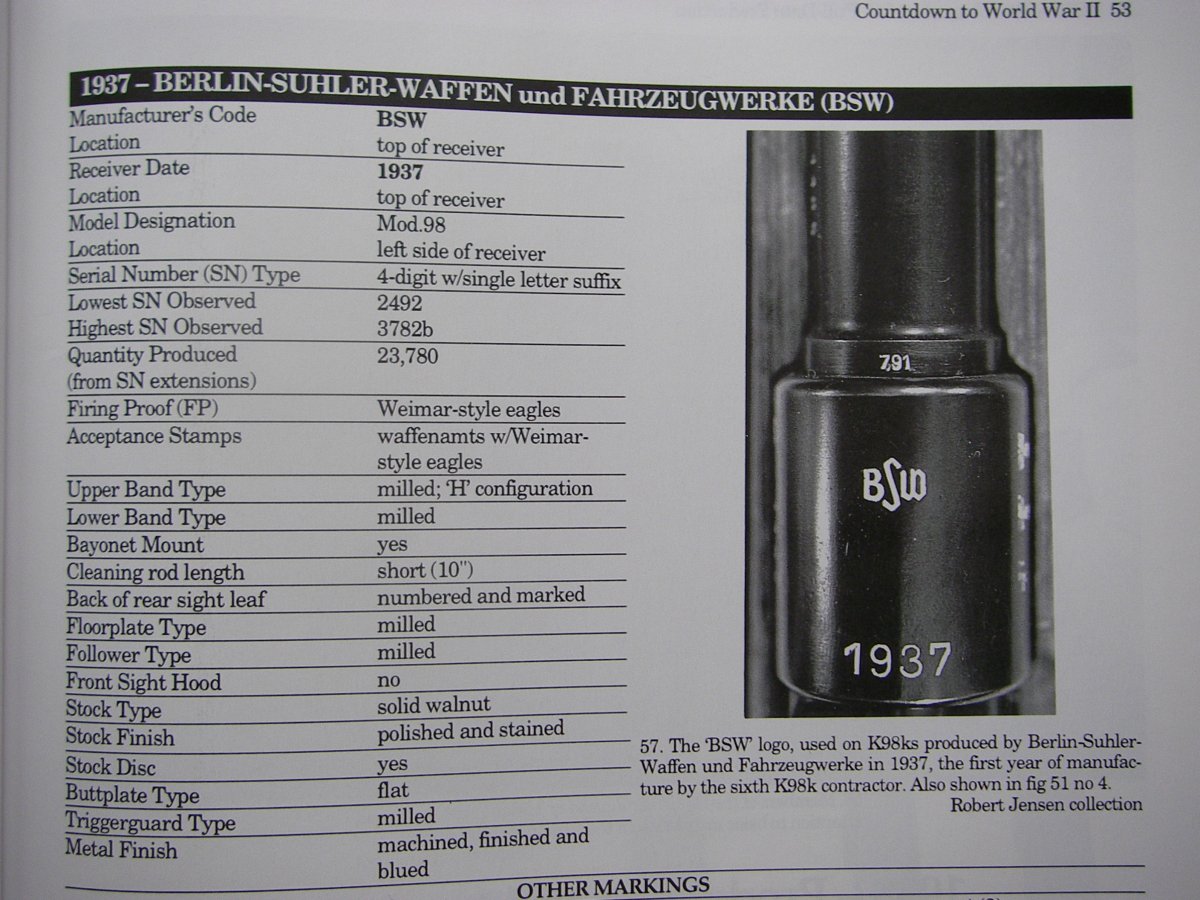 Countdown to World War II 53
1937 – BERLIN-SUHLER-WAFFEN und FAHRZEUGWERKE (BSW)
Manufacturer's Code BSW
Location top of receiver
Receiver Date 1937
Location top of receiver
Model Designation Mod.98
Location left side of receiver
Serial Number (SN) Type 4-digit w/single letter suffix
Lowest SN Observed 2492
Highest SN Observed 3782b
Quantity Produced 23,780
(from SN extensions)
Firing Proof (FP) Weimar-style eagles
Acceptance Stamps waffenamts w/Weimar-
style eagles
Upper Band Type milled; 'H' configuration
Lower Band Type milled
Bayonet Mount yes
Cleaning rod length short (10")
Back of rear sight leaf numbered and marked
Floorplate Type milled
Follower Type milled
Front Sight Hood no
Stock Type solid walnut
Stock Finish polished and stained
Stock Disc yes
Buttplate Type flat
Triggerguard Type milled
Metal Finish machined, finished and
blued
7,91
BSW
1937
57. The 'BSW' logo, used on K98ks produced by Berlin-Suhler-
Waffen und Fahrzeugwerke in 1937, the first year of manufac-
ture by the sixth K98k contractor. Also shown in fig 51 no 4.
Robert Jensen collection
OTHER MARKINGS